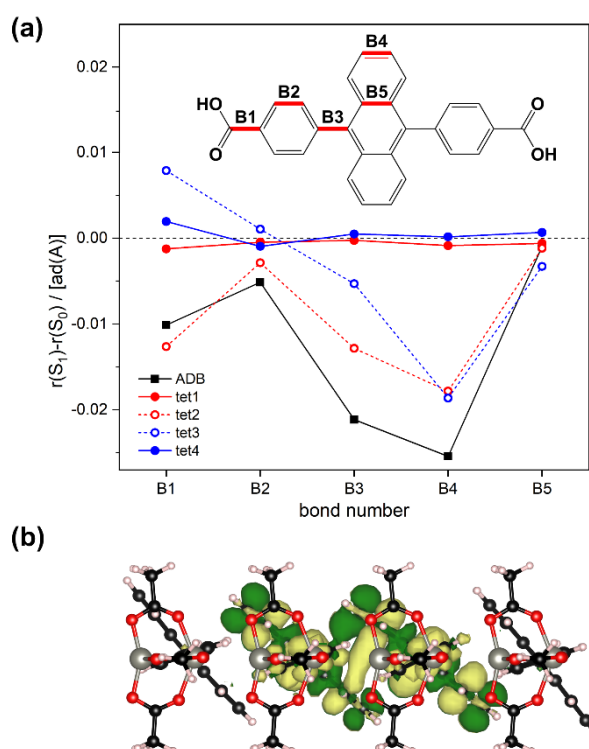 (a)
r(S1)-r(S0) / [ad(A)]
0.02
0.01
0.00
-0.01
-0.02
B4
B5
B1
B2
B3
HO
O
O
OH
ADB
tet1
tet2
tet3
tet4
B1 B2 B3 B4 B5
bond number
(b)